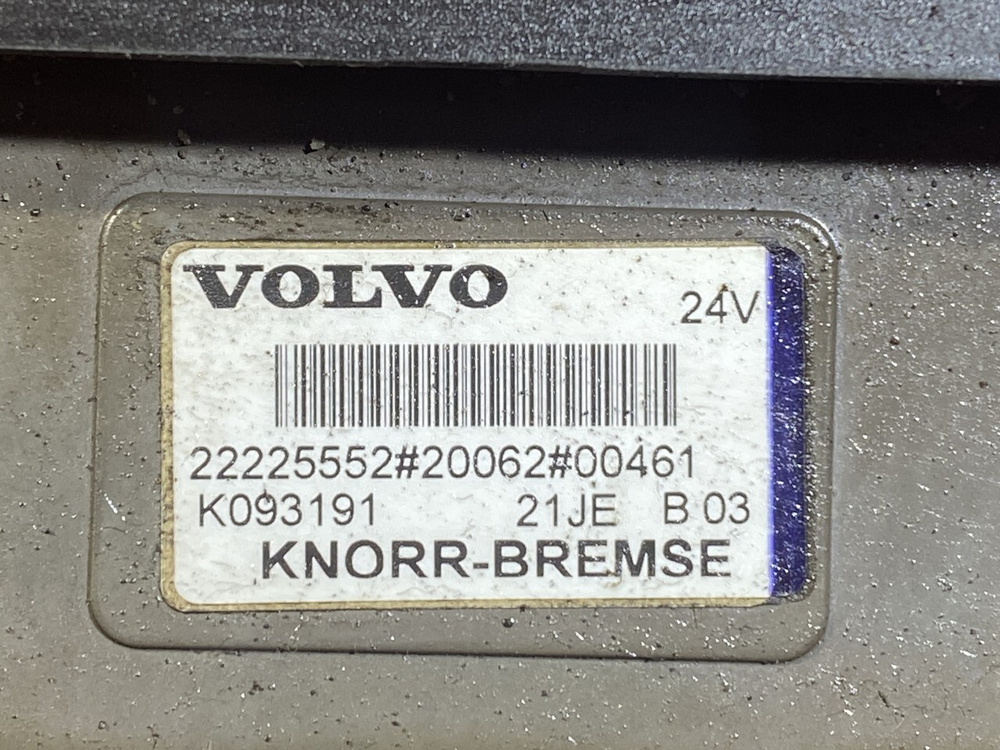 VOLVO
24V
22225552#20062#00461
K093191 21JE B 03
KNORR-BREMSE